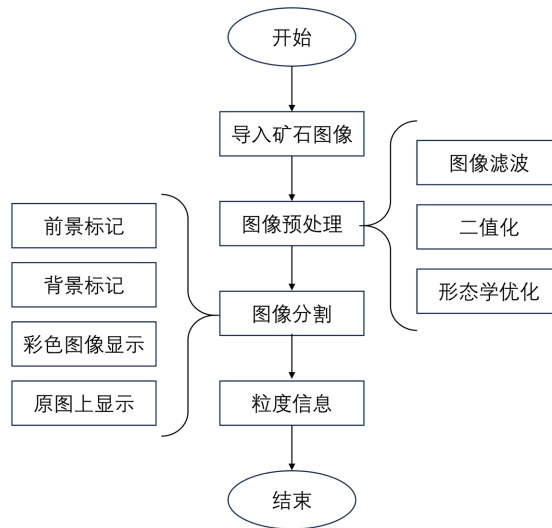 开始
导入矿石图像
图像预处理
图像滤波
二值化
形态学优化
图像分割
前景标记
背景标记
彩色图像显示
原图上显示
粒度信息
结束